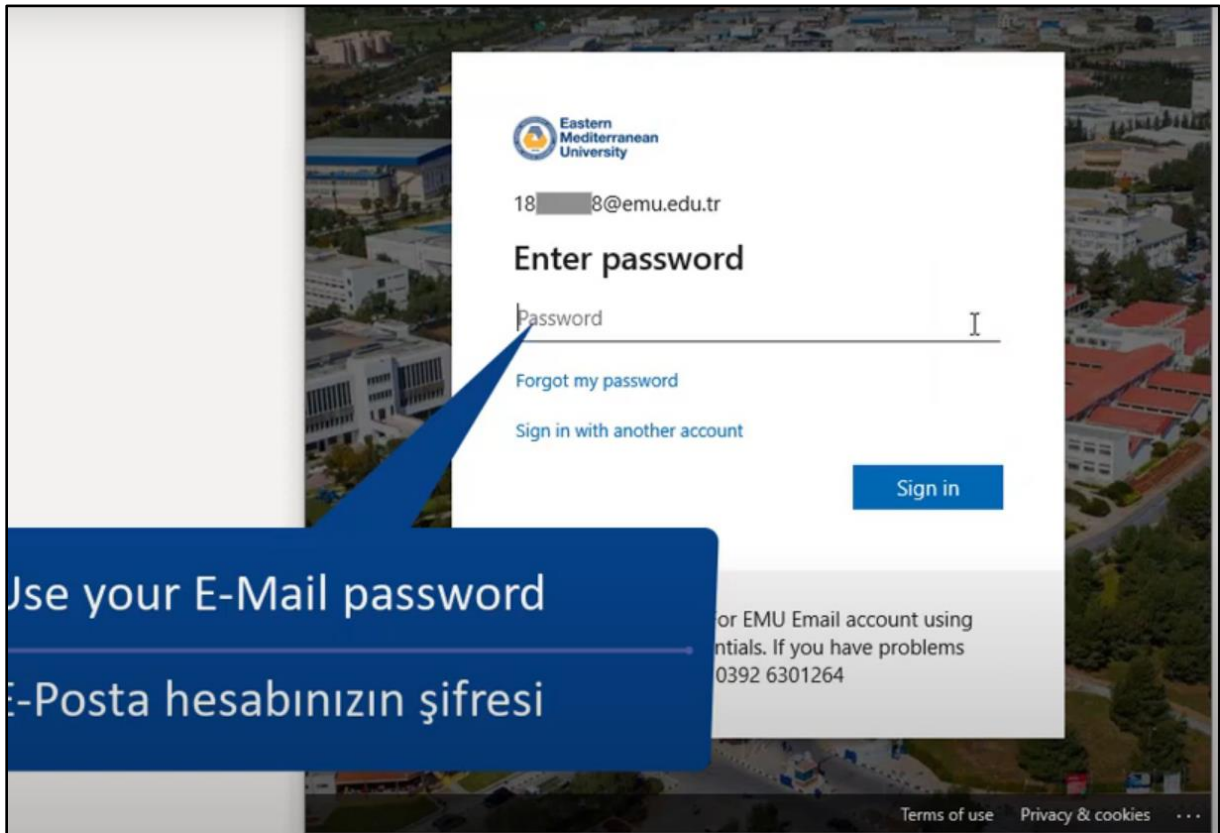 Eastern
Mediterranean
University
18 8@emu.edu.tr
Enter password
Password
Forgot my password
Sign in with another account
Sign in
Use your E-Mail password
E-Posta hesabınızın şifresi
or EMU Email account using
ntials. If you have problems
0392 6301264
Terms of use Privacy & cookies ...